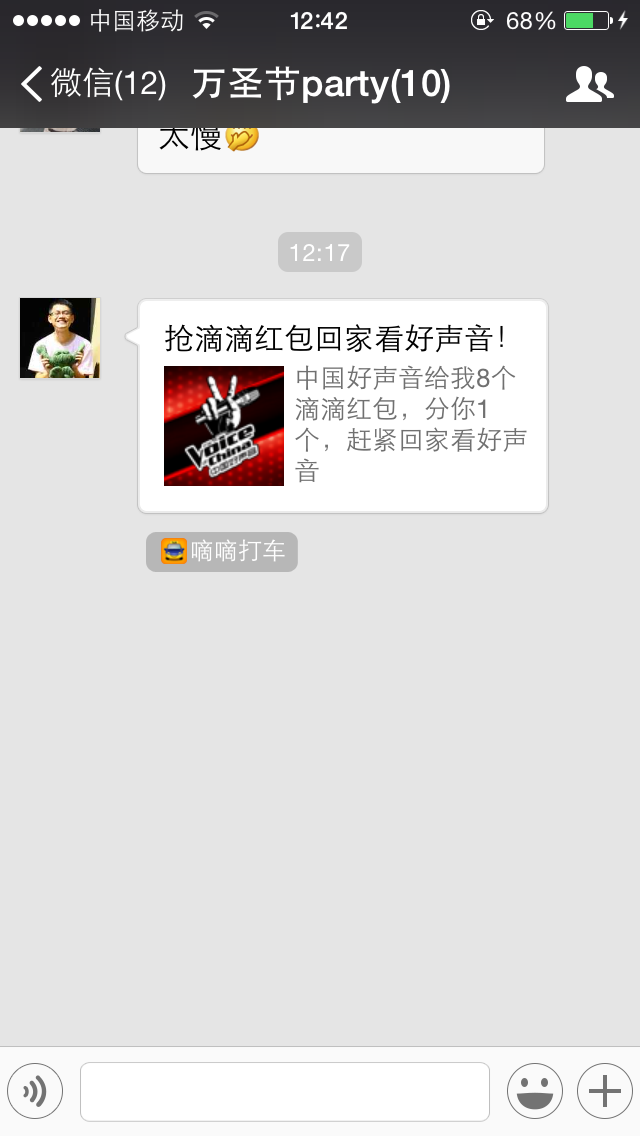 中国移动 12:42 68%
微信(12) 万圣节party(10)
太慢🤭
12:17
抢滴滴红包回家看好声音！
中国好声音给我8个
滴滴红包，分你1
个，赶紧回家看好声
音
Voice
China
中国好声音
嘀嘀打车